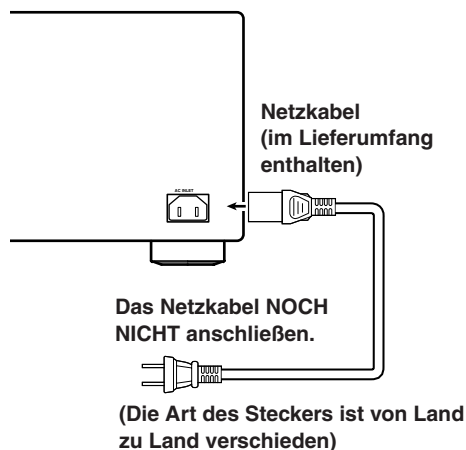 Netzkabel
(im Lieferumfang
enthalten)
AC INLET
Das Netzkabel NOCH
NICHT anschließen.
(Die Art des Steckers ist von Land
zu Land verschieden)